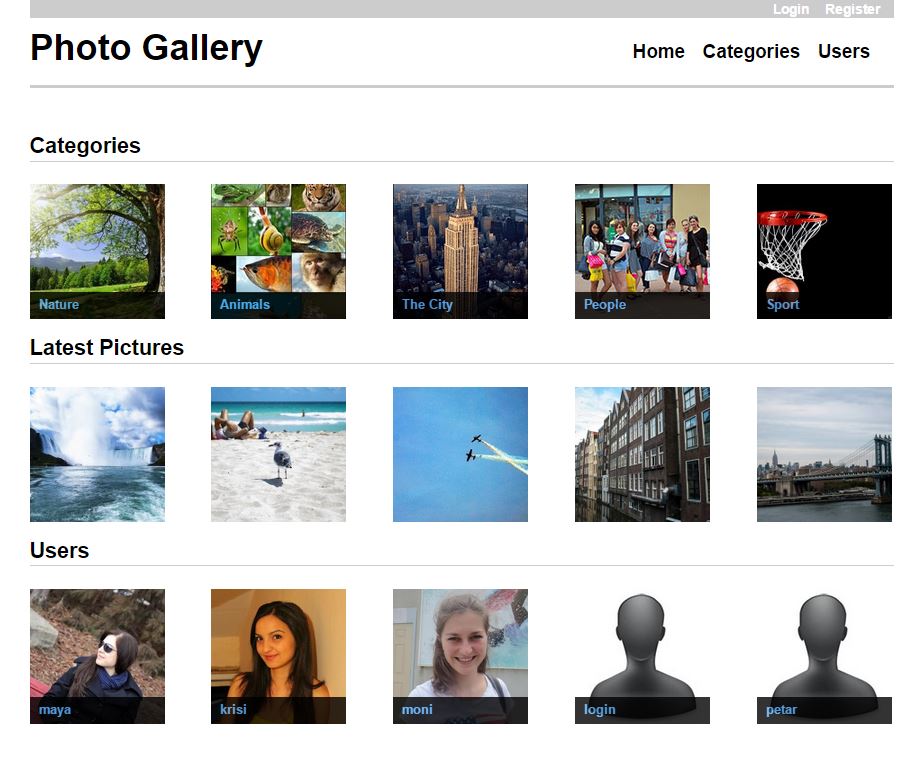 Login Register
Photo Gallery
Home Categories Users
Categories
Nature
Animals
The City
People
Sport
Latest Pictures
Users
maya
krisi
moni
login
petar